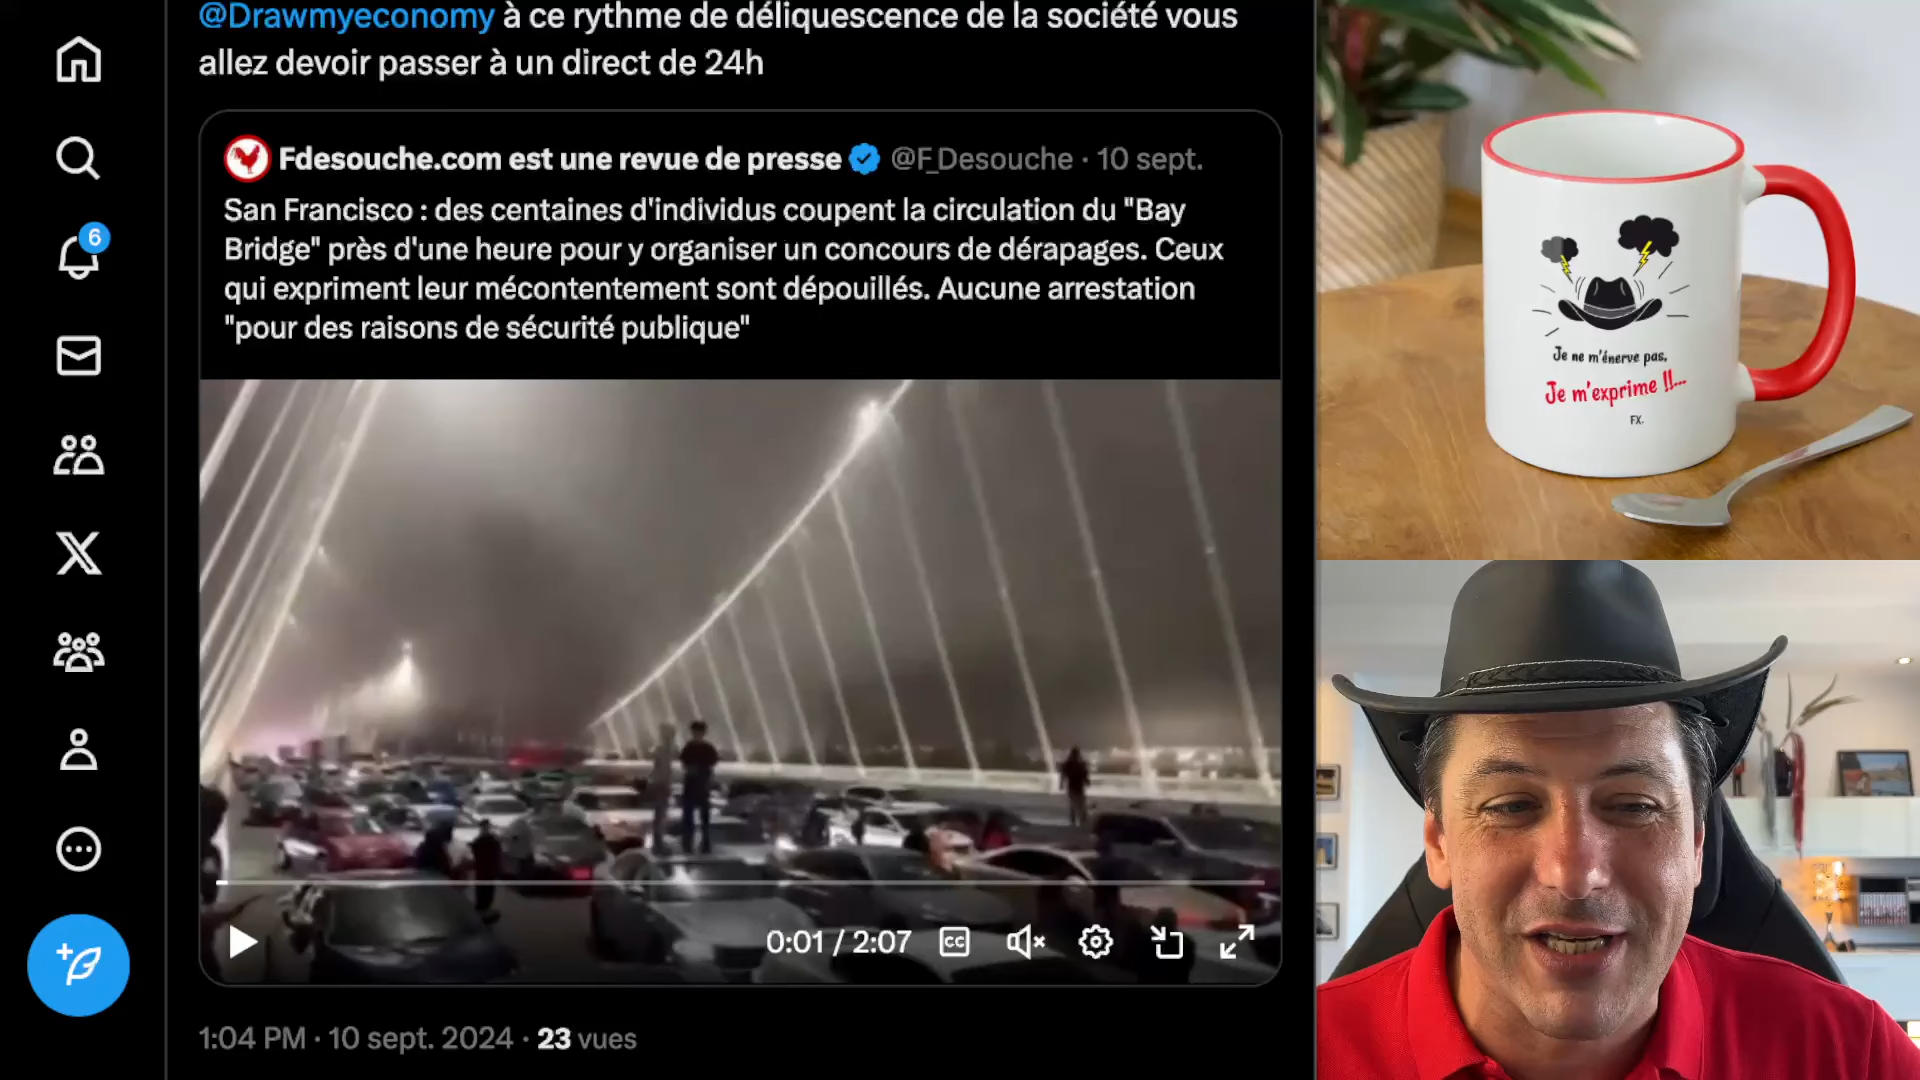 @Drawmyeconomy à ce rythme de déliquescence de la société vous
allez devoir passer à un direct de 24h
6
Fdesouche.com est une revue de presse @F_Desouche · 10 sept.
San Francisco : des centaines d'individus coupent la circulation du "Bay
Bridge" près d'une heure pour y organiser un concours de dérapages. Ceux
qui expriment leur mécontentement sont dépouillés. Aucune arrestation
"pour des raisons de sécurité publique"
0:01 / 2:07
CC
1:04 PM · 10 sept. 2024 · 23 vues
Je ne m'énerve pas,
Je m'exprime !!...
FX.